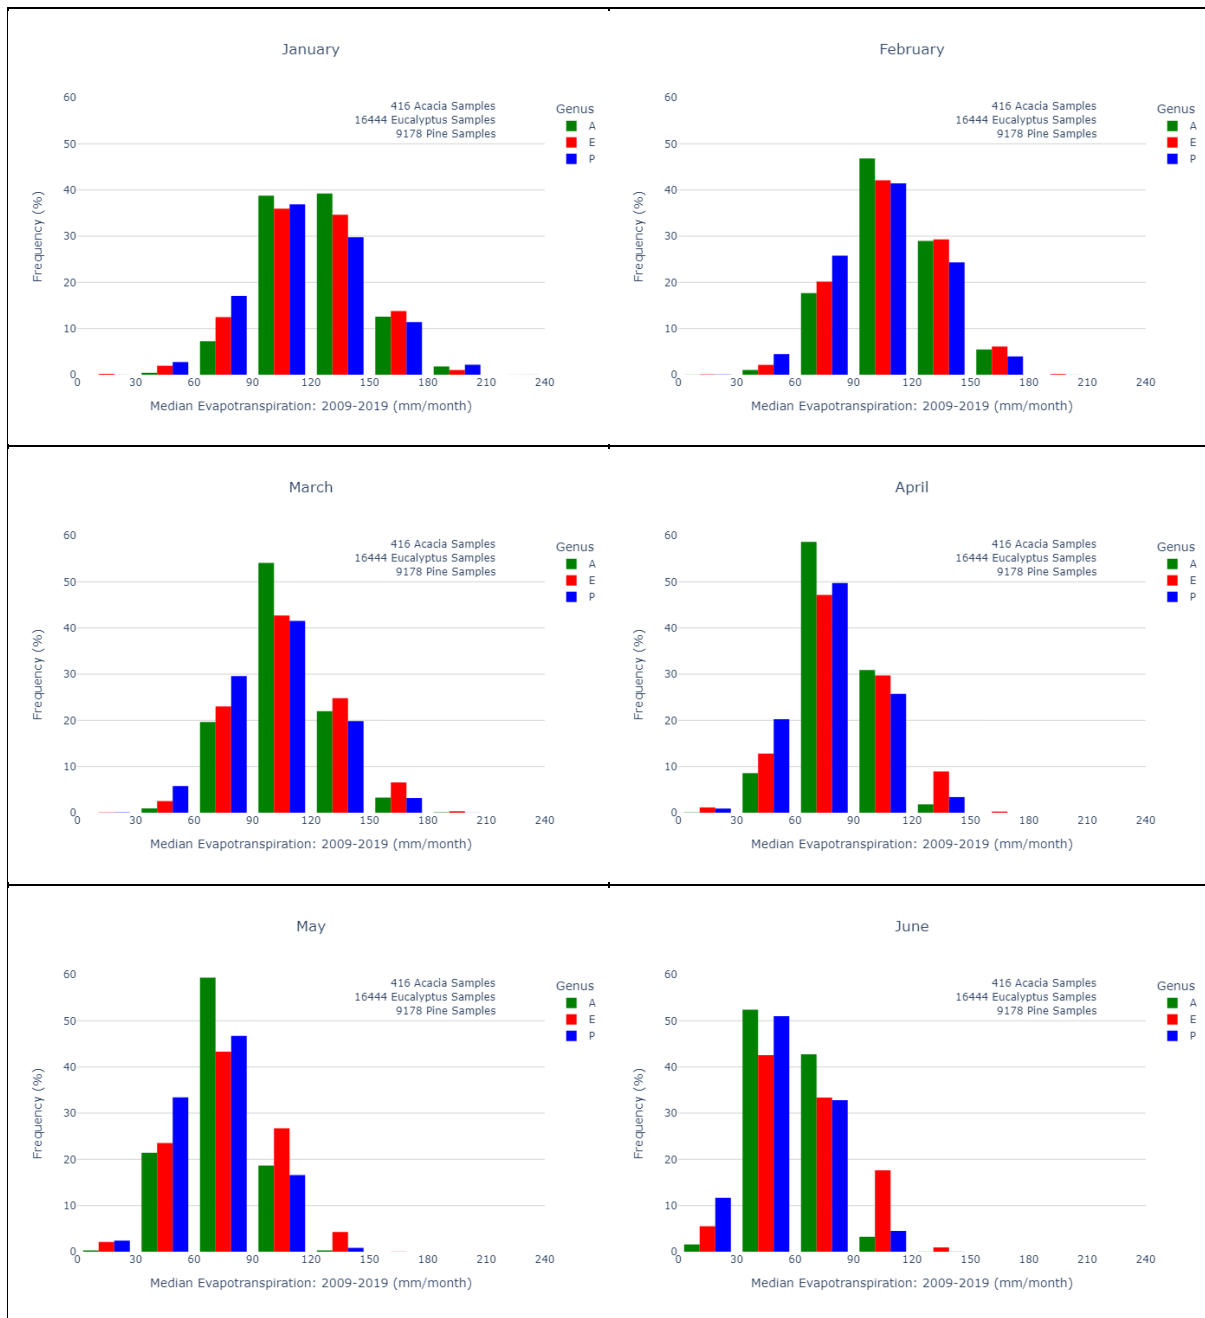 January
416 Acacia Samples
16444 Eucalyptus Samples
9178 Pine Samples
Genus
A
E
P
60
50
40
30
20
10
0
Frequency (%)
0 30 60 90 120 150 180 210 240
Median Evapotranspiration: 2009-2019 (mm/month)
February
416 Acacia Samples
16444 Eucalyptus Samples
9178 Pine Samples
Genus
A
E
P
60
50
40
30
20
10
0
Frequency (%)
0 30 60 90 120 150 180 210 240
Median Evapotranspiration: 2009-2019 (mm/month)
March
416 Acacia Samples
16444 Eucalyptus Samples
9178 Pine Samples
Genus
A
E
P
60
50
40
30
20
10
0
Frequency (%)
0 30 60 90 120 150 180 210 240
Median Evapotranspiration: 2009-2019 (mm/month)
April
416 Acacia Samples
16444 Eucalyptus Samples
9178 Pine Samples
Genus
A
E
P
60
50
40
30
20
10
0
Frequency (%)
0 30 60 90 120 150 180 210 240
Median Evapotranspiration: 2009-2019 (mm/month)
May
416 Acacia Samples
16444 Eucalyptus Samples
9178 Pine Samples
Genus
A
E
P
60
50
40
30
20
10
0
Frequency (%)
0 30 60 90 120 150 180 210 240
Median Evapotranspiration: 2009-2019 (mm/month)
June
416 Acacia Samples
16444 Eucalyptus Samples
9178 Pine Samples
Genus
A
E
P
60
50
40
30
20
10
0
Frequency (%)
0 30 60 90 120 150 180 210 240
Median Evapotranspiration: 2009-2019 (mm/month)